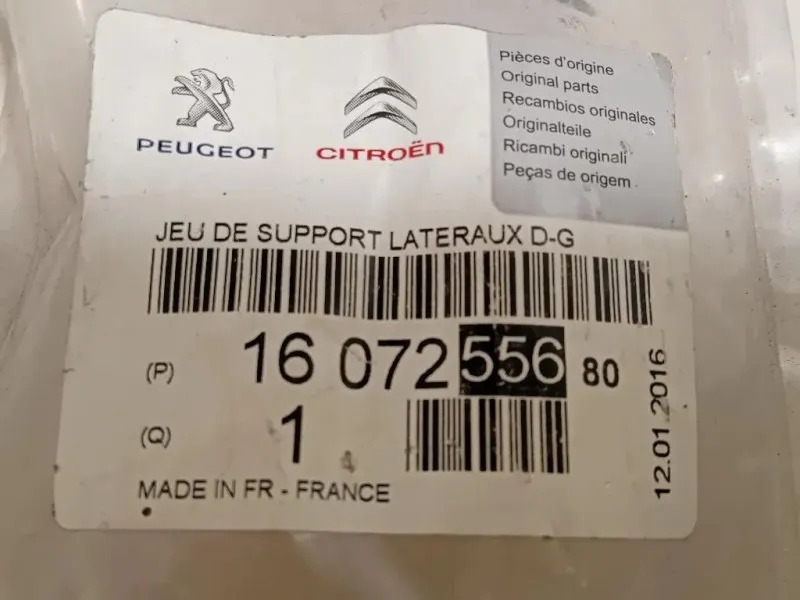 PEUGEOT
CITROËN
Pièces d'origine
Original parts
Recambios originales
Originalteile
Ricambi originali
Peças de origem
JEU DE SUPPORT LATERAUX D-G
(P) 16 072 556 80
(Q) 1
12.01.2016
MADE IN FR - FRANCE